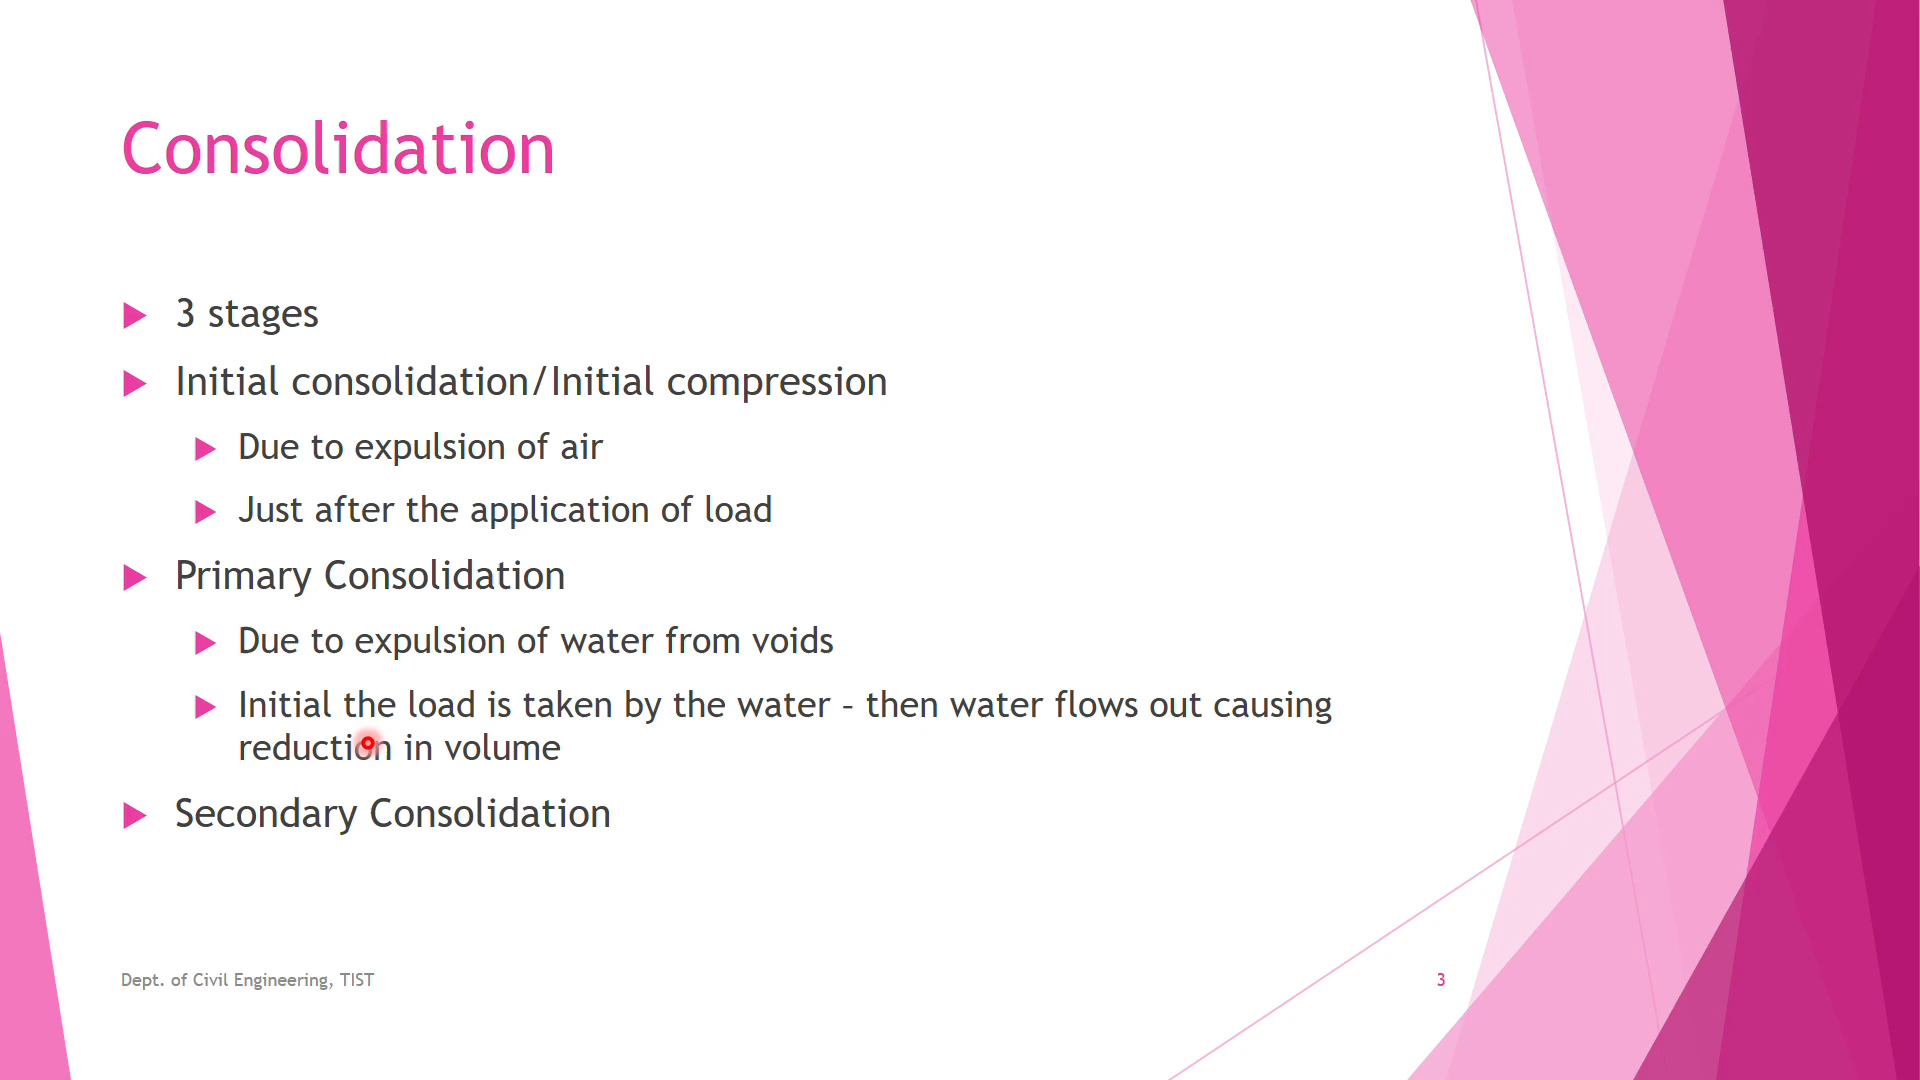 Consolidation
3 stages
Initial consolidation/Initial compression
Due to expulsion of air
Just after the application of load
Primary Consolidation
Due to expulsion of water from voids
Initial the load is taken by the water – then water flows out causing
reduction in volume
Secondary Consolidation
Dept. of Civil Engineering, TIST
3